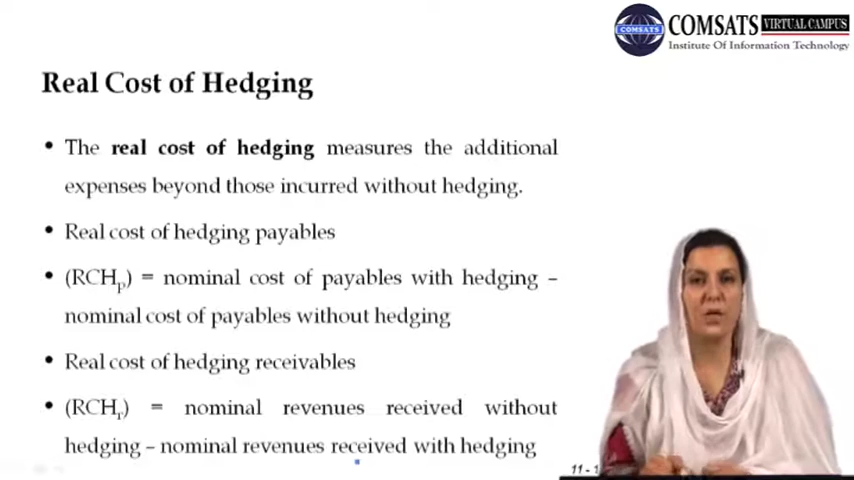 COMSATS VIRTUAL CAMPUS
COMSATS
Institute Of Information Technology
Real Cost of Hedging
• The real cost of hedging measures the additional
expenses beyond those incurred without hedging.
• Real cost of hedging payables
• (RCHp) = nominal cost of payables with hedging –
nominal cost of payables without hedging
• Real cost of hedging receivables
• (RCHr) = nominal revenues received without
hedging – nominal revenues received with hedging
11 - 1